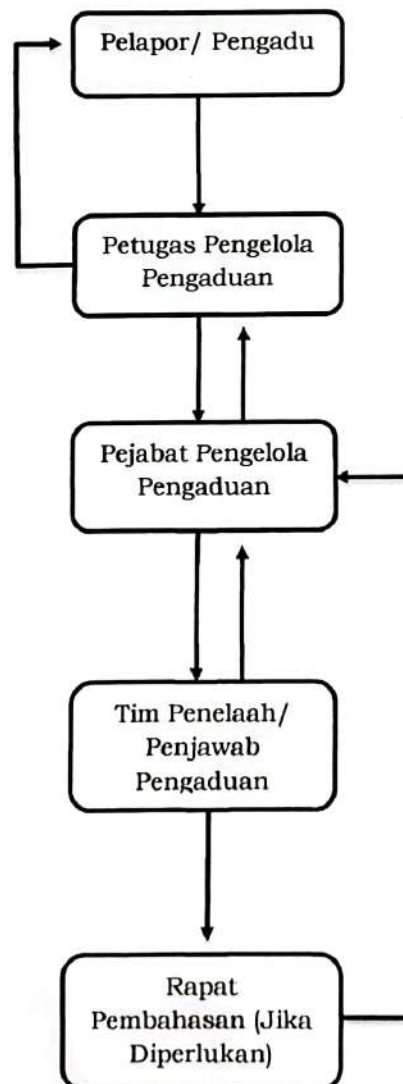 Pelapor/ Pengadu
Petugas Pengelola
Pengaduan
Pejabat Pengelola
Pengaduan
Tim Penelaah/
Penjawab
Pengaduan
Rapat
Pembahasan (Jika
Diperlukan)